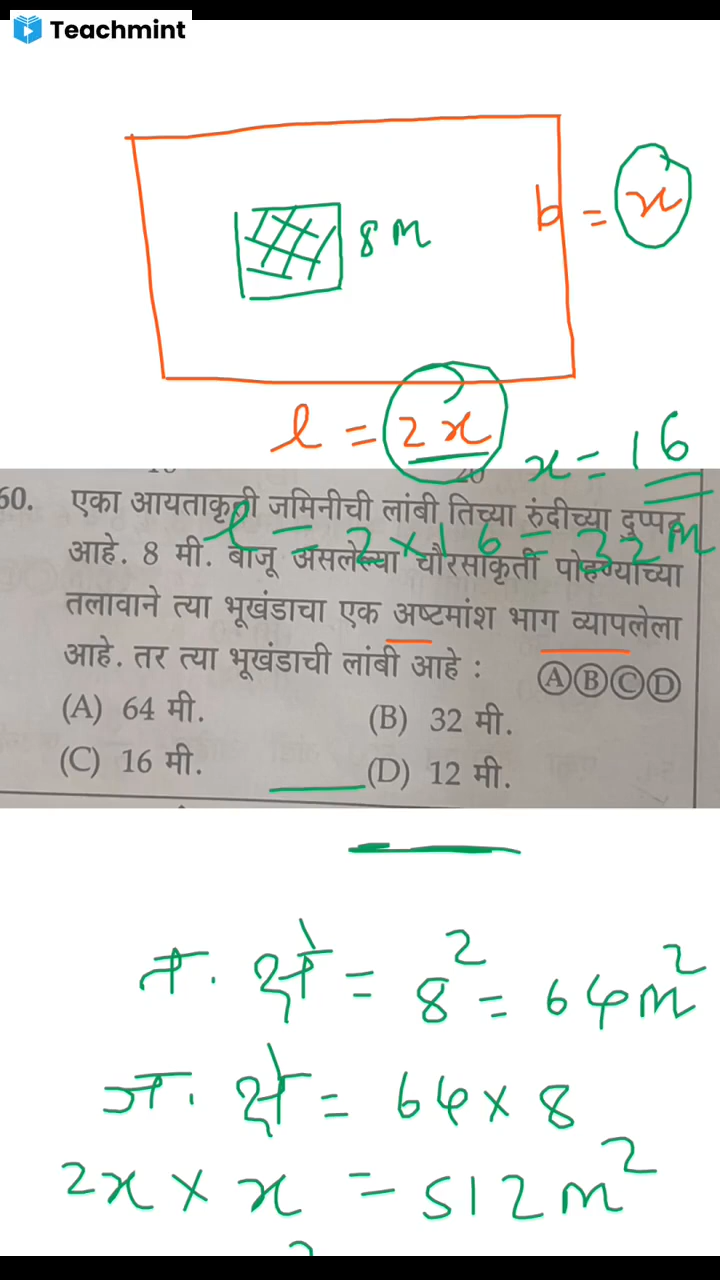 Teachmint
8 m
b = x
l = 2x
x = 16
l = 2 × 16 = 32 m
60. एका आयताकृती जमिनीची लांबी तिच्या रुंदीच्या दुप्पट
आहे. 8 मी. बाजू असलेल्या चौरसाकृती पोहण्याच्या
तलावाने त्या भूखंडाचा एक अष्टमांश भाग व्यापलेला
आहे. तर त्या भूखंडाची लांबी आहे :
Ⓐ Ⓑ Ⓒ Ⓓ
(A) 64 मी. (B) 32 मी.
(C) 16 मी. (D) 12 मी.
त. क्षे = 8² = 64 m²
ज. क्षे = 64 × 8
2x × x = 512 m²